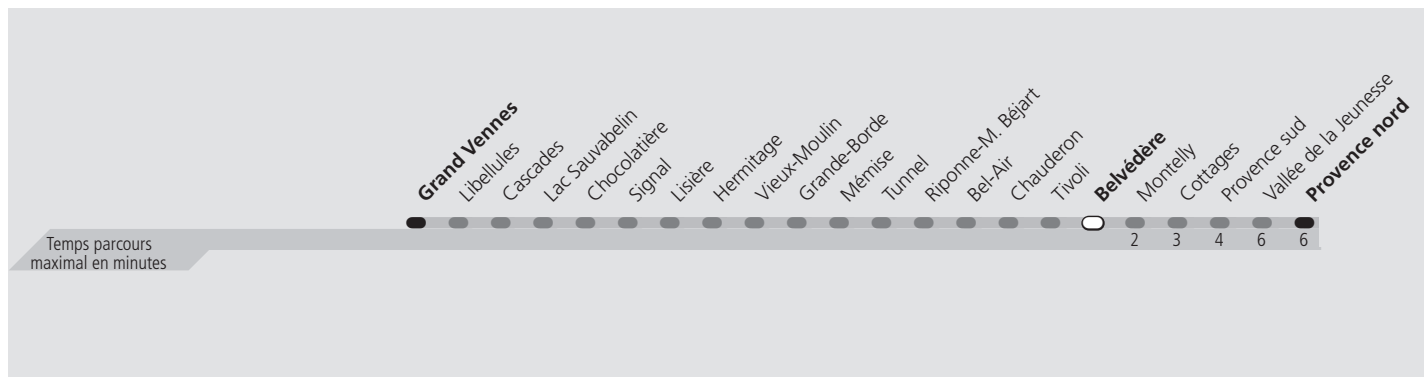 Grand Vennes
Libellules
Cascades
Lac Sauvabelin
Chocolatière
Signal
Lisière
Hermitage
Vieux-Moulin
Grande-Borde
Mémise
Tunnel
Riponne-M. Béjart
Bel-Air
Chauderon
Tivoli
Belvédère
Montelly
Cottages
Provence sud
Vallée de la Jeunesse
Provence nord
Temps parcours
maximal en minutes
2 3 4 6 6